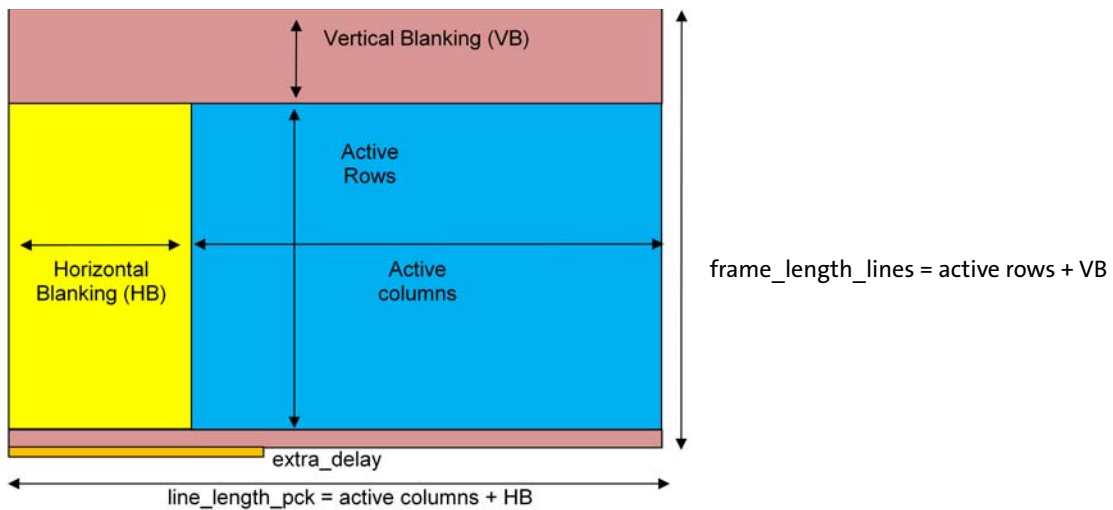 Vertical Blanking (VB)
Active
Rows
Horizontal
Blanking (HB)
Active
columns
frame_length_lines = active rows + VB
extra_delay
line_length_pck = active columns + HB